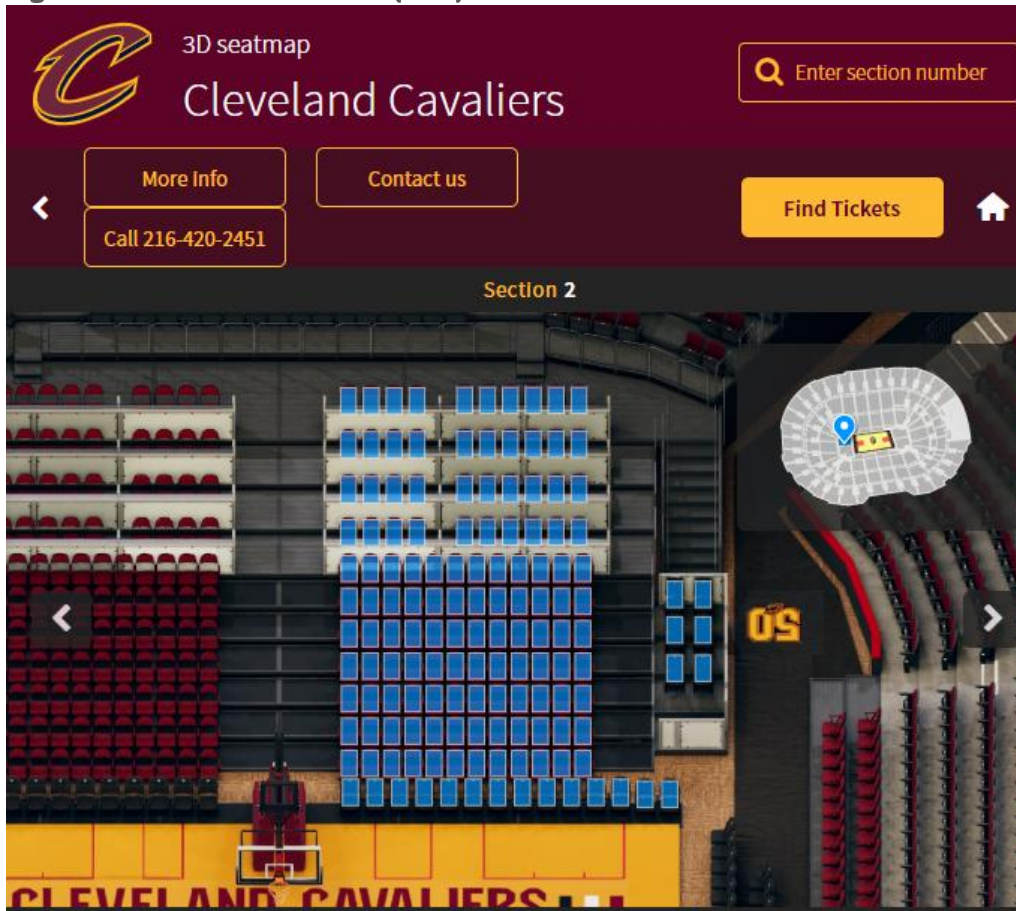 3D seatmap
Cleveland Cavaliers
Enter section number
More Info
Contact us
Find Tickets
Call 216-420-2451
Section 2
50
CLEVELAND CAVALIERS